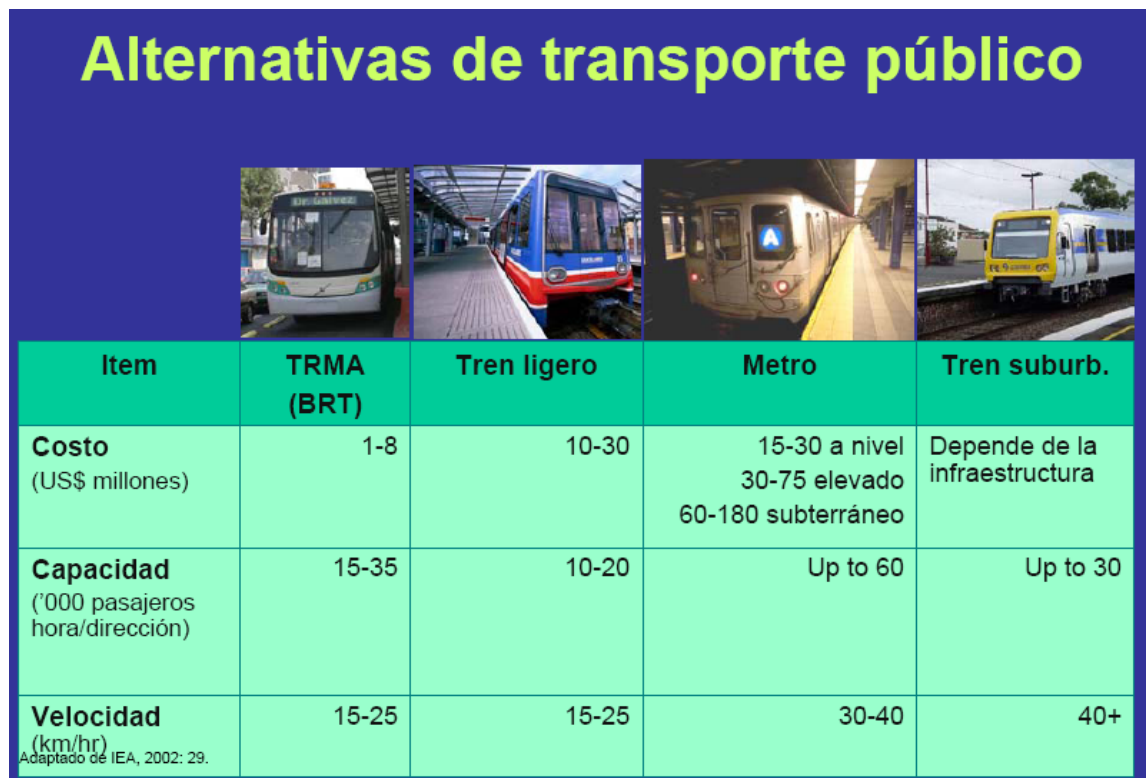 Alternativas de transporte público
Dr. Galvez
A
Item
TRMA
(BRT)
Tren ligero
Metro
Tren suburb.
Costo
(US$ millones)
1-8
10-30
15-30 a nivel
30-75 elevado
60-180 subterráneo
Depende de la
infraestructura
Capacidad
('000 pasajeros
hora/dirección)
15-35
10-20
Up to 60
Up to 30
Velocidad
(km/hr)
15-25
15-25
30-40
40+
Adaptado de IEA, 2002: 29.